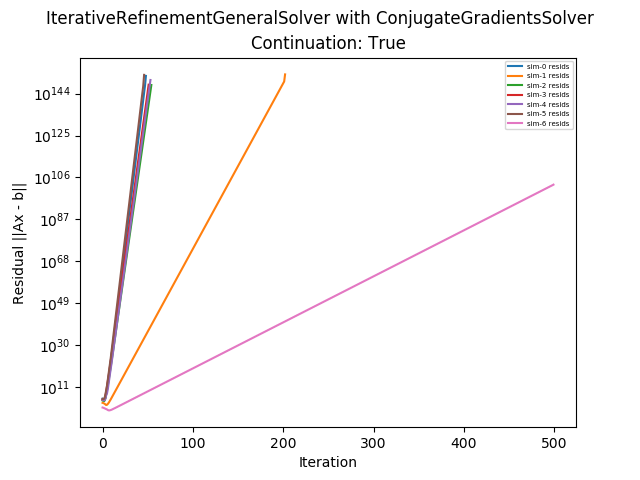 IterativeRefinementGeneralSolver with ConjugateGradientsSolver
Continuation: True
sim-0 resids
sim-1 resids
sim-2 resids
sim-3 resids
sim-4 resids
sim-5 resids
sim-6 resids
Residual ||Ax - b||
10^144
10^125
10^106
10^87
10^68
10^49
10^30
10^11
0 100 200 300 400 500
Iteration